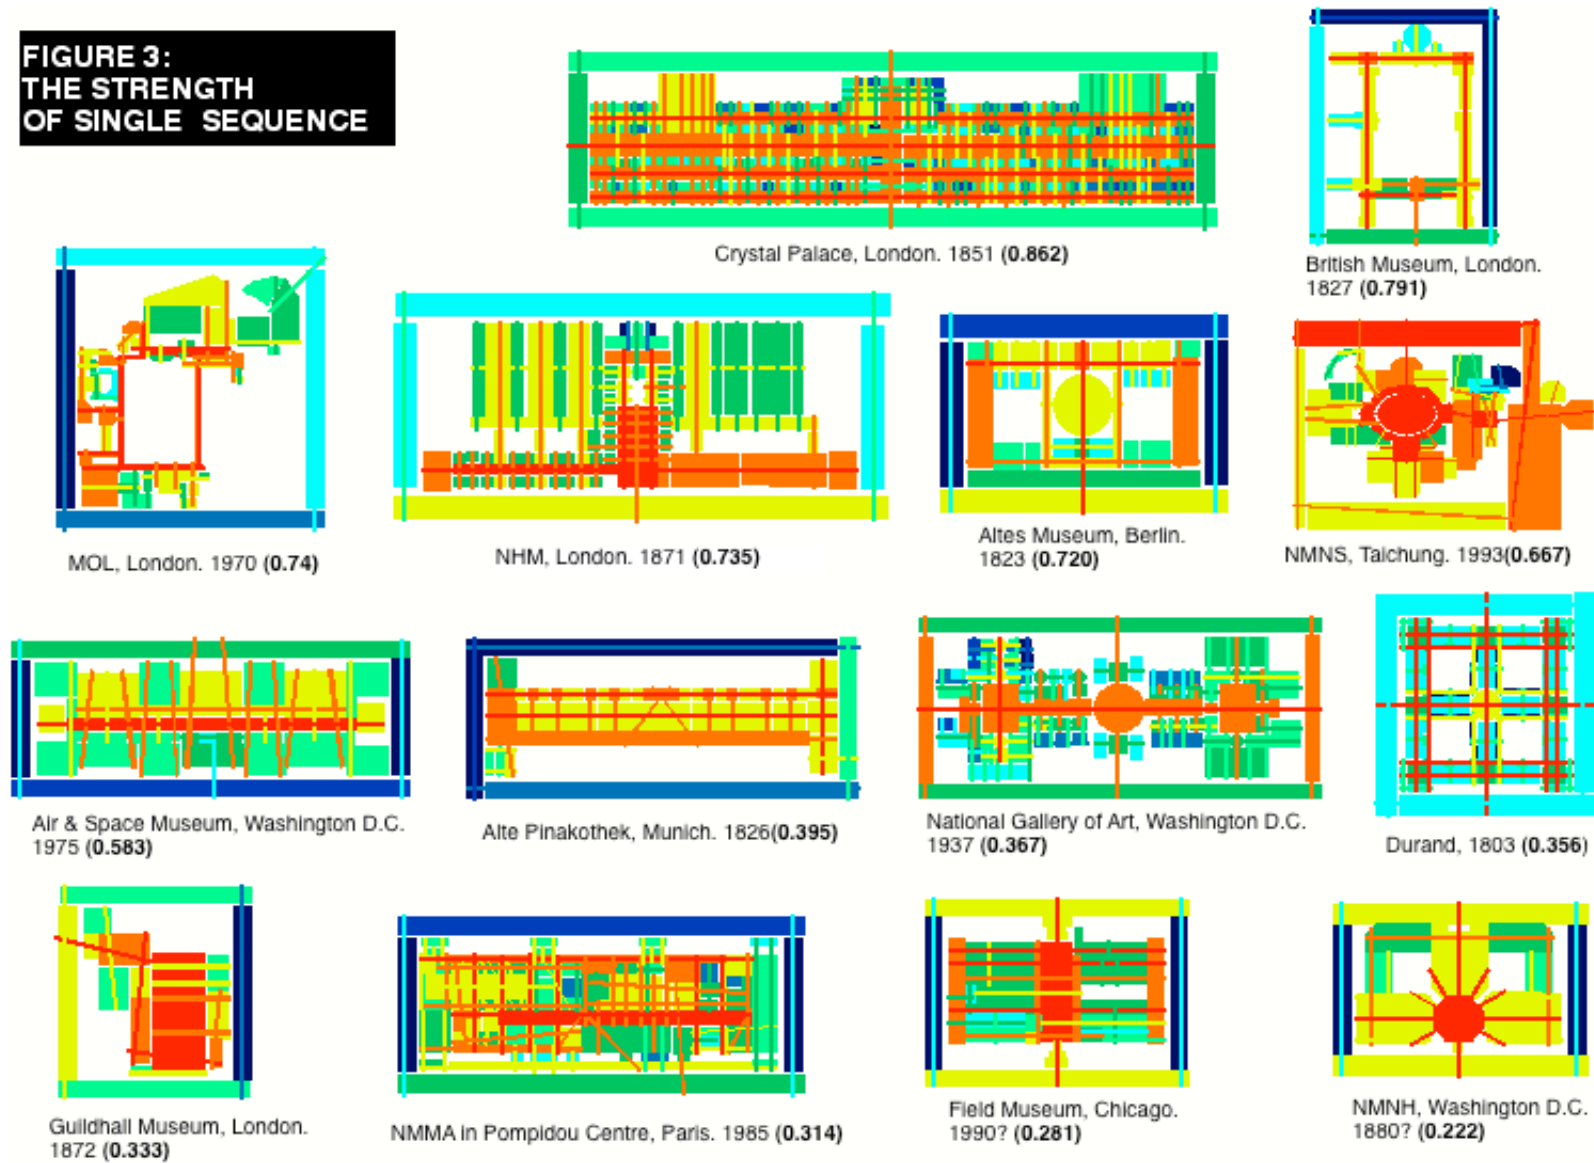 FIGURE 3:
THE STRENGTH
OF SINGLE SEQUENCE
Crystal Palace, London. 1851 (0.862)
British Museum, London.
1827 (0.791)
MOL, London. 1970 (0.74)
NHM, London. 1871 (0.735)
Altes Museum, Berlin.
1823 (0.720)
NMNS, Taichung. 1993(0.667)
Air & Space Museum, Washington D.C.
1975 (0.583)
Alte Pinakothek, Munich. 1826(0.395)
National Gallery of Art, Washington D.C.
1937 (0.367)
Durand, 1803 (0.356)
Guildhall Museum, London.
1872 (0.333)
NMMA in Pompidou Centre, Paris. 1985 (0.314)
Field Museum, Chicago.
1990? (0.281)
NMNH, Washington D.C.
1880? (0.222)